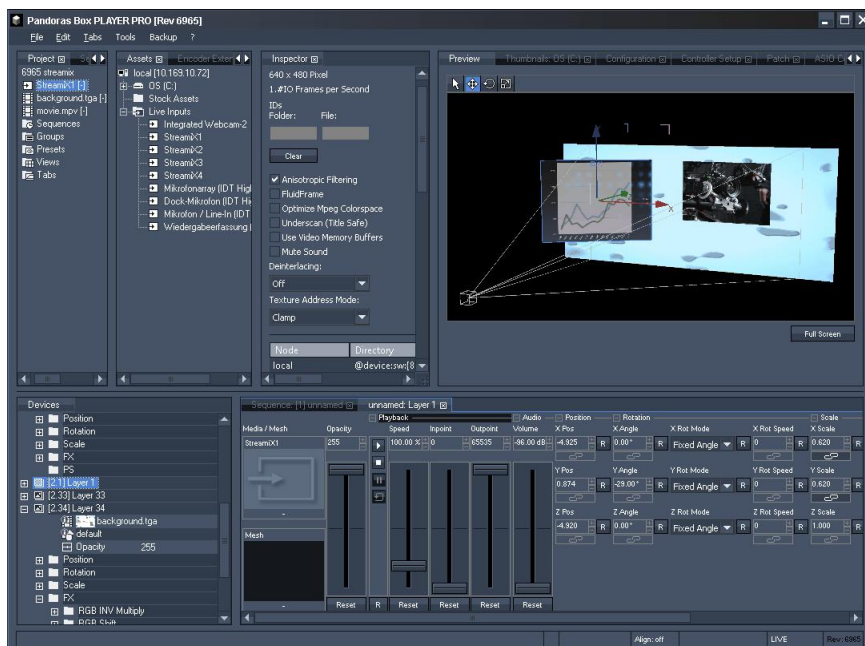 Pandoras Box PLAYER PRO [Rev 6965]
File Edit Tabs Tools Backup ?
Project
6965 streamix
StreamiX1 [-]
background.tga [-]
movie.mpv [-]
Sequences
Groups
Presets
Views
Tabs
Assets Encoder Exter
local [10.169.10.72]
OS (C:)
Stock Assets
Live Inputs
Integrated Webcam-2
StreamiX1
StreamiX2
StreamiX3
StreamiX4
Mikrofonarray (IDT High
Dock-Mikrofon (IDT Hi
Mikrofon / Line-In (IDT
Wiedergabeerfassung (
Inspector
640 x 480 Pixel
1.#IO Frames per Second
IDs
Folder: File:
Clear
Anisotropic Filtering
FluidFrame
Optimize Mpeg Colorspace
Underscan (Title Safe)
Use Video Memory Buffers
Mute Sound
Deinterlacing:
Off
Texture Address Mode:
Clamp
Node Directory
local @device:sw:{8
Preview Thumbnails: OS (C:) Configuration Controller Setup Patch ASIO
X
Full Screen
Devices
Position
Rotation
Scale
FX
PS
[2.1] Layer 1
[2.33] Layer 33
[2.34] Layer 34
background.tga
default
Opacity 255
Position
Rotation
Scale
FX
RGB INV Multiply
RGB Shift
Sequence: [1] unnamed unnamed: Layer 1
Playback Audio Position Rotation Scale
Media / Mesh Opacity Speed Inpoint Outpoint Volume X Pos X Angle X Rot Mode X Rot Speed X Scale
StreamiX1 255 100.00 % 0 65535 -96.00 dB -4.925 R 0.00° R Fixed Angle R 0 R 0.620 R
Y Pos Y Angle Y Rot Mode Y Rot Speed Y Scale
0.874 R -29.00° R Fixed Angle R 0 R 0.620 R
Z Pos Z Angle Z Rot Mode Z Rot Speed Z Scale
-4.920 R 0.00° R Fixed Angle R 0 R 1.000 R
-
Mesh
-
Reset R Reset Reset Reset Reset
Align: off LIVE Rev: 6965